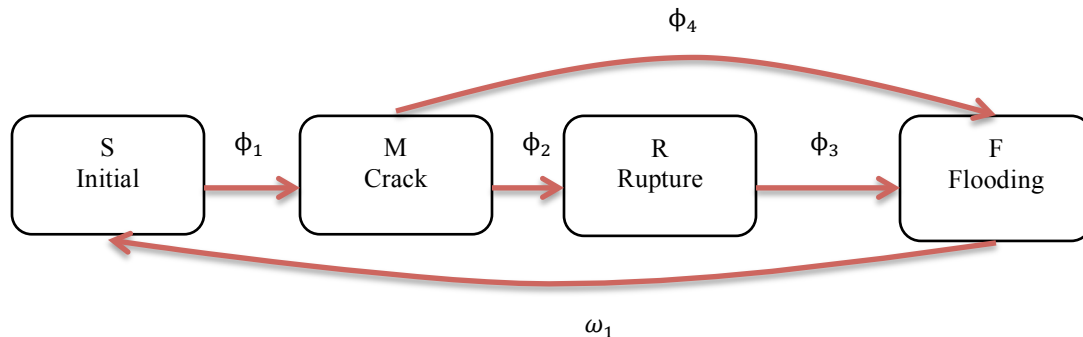 ϕ₄
S
Initial
ϕ₁
M
Crack
ϕ₂
R
Rupture
ϕ₃
F
Flooding
ω₁